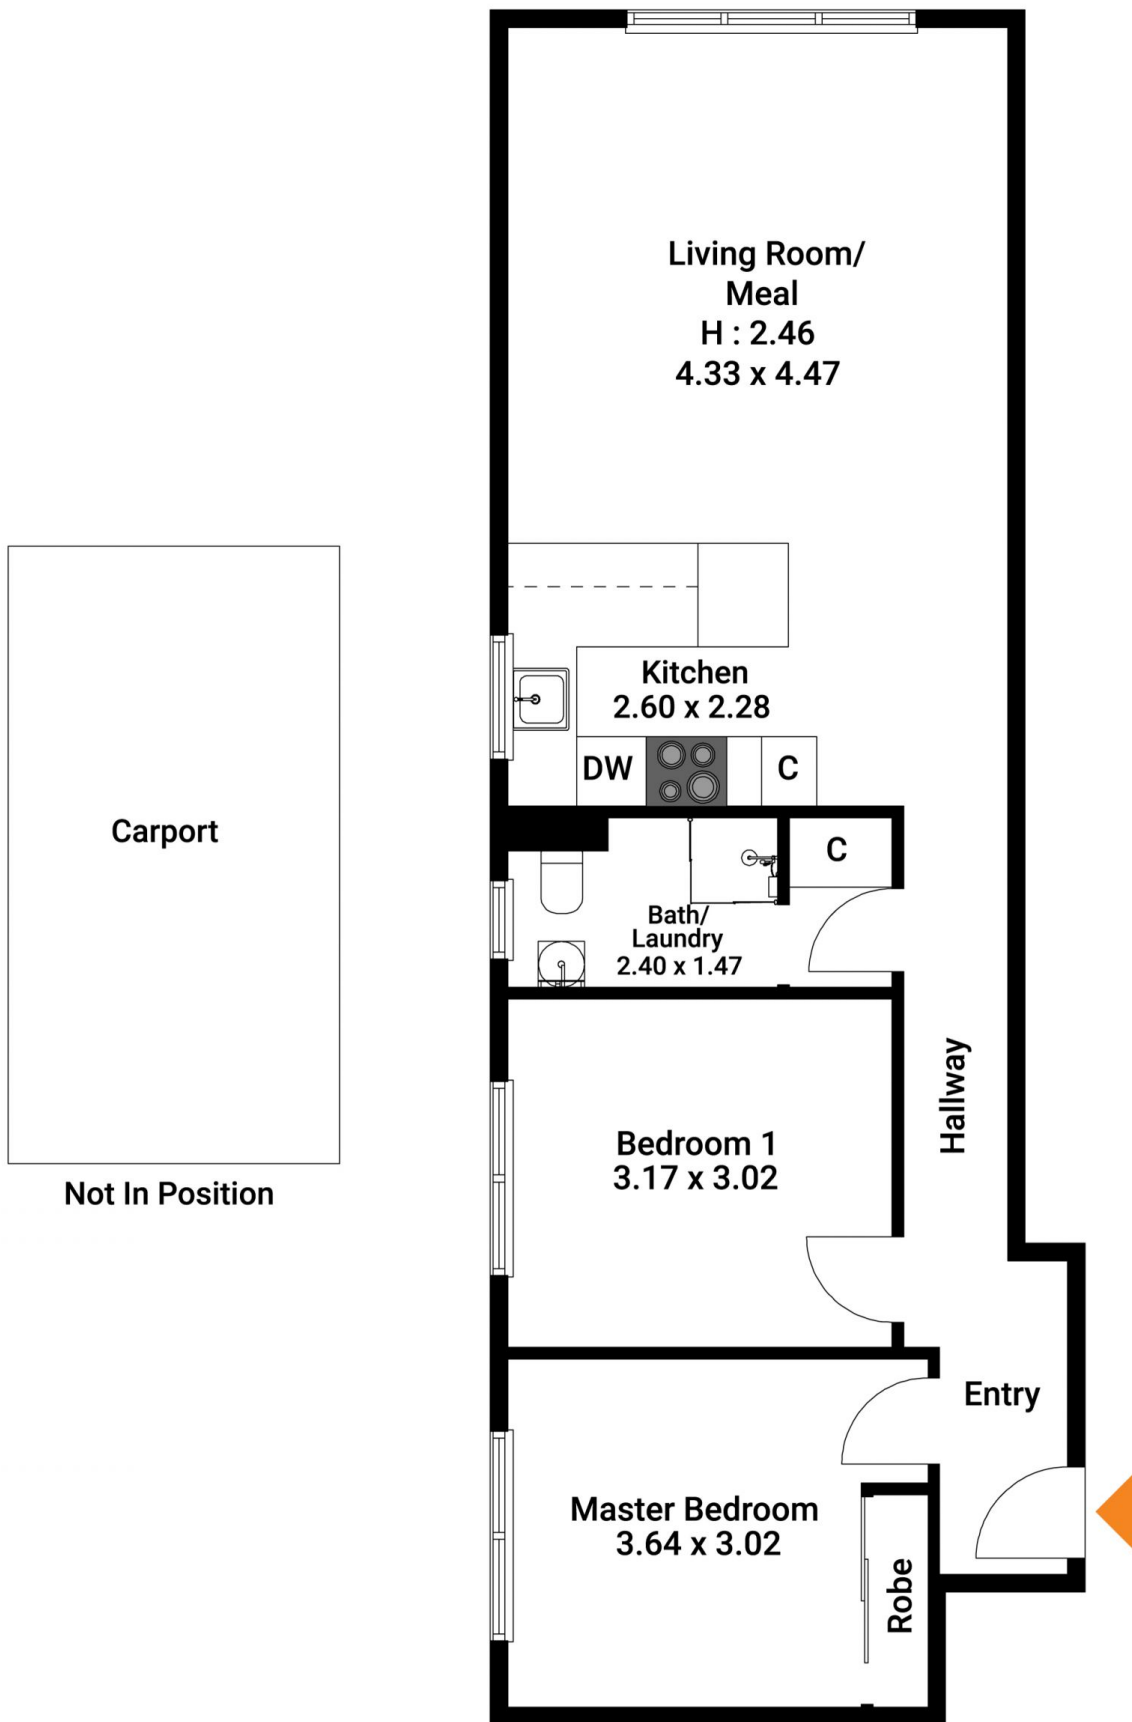 Living Room/
Meal
H : 2.46
4.33 x 4.47
Kitchen
2.60 x 2.28
DW
C
Carport
Not In Position
C
Bath/
Laundry
2.40 x 1.47
Hallway
Bedroom 1
3.17 x 3.02
Entry
Master Bedroom
3.64 x 3.02
Robe